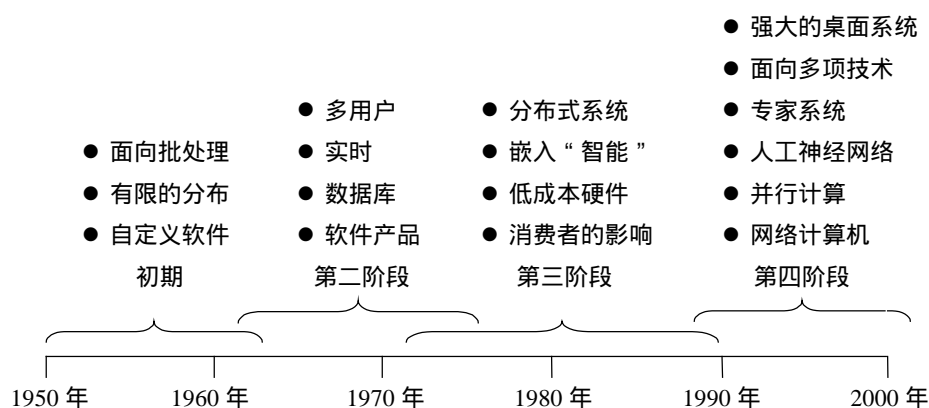 ● 强大的桌面系统
● 面向多项技术
● 多用户 ● 分布式系统 ● 专家系统
● 面向批处理 ● 实时 ● 嵌入“智能” ● 人工神经网络
● 有限的分布 ● 数据库 ● 低成本硬件 ● 并行计算
● 自定义软件 ● 软件产品 ● 消费者的影响 ● 网络计算机
初期 第二阶段 第三阶段 第四阶段
1950 年 1960 年 1970 年 1980 年 1990 年 2000 年